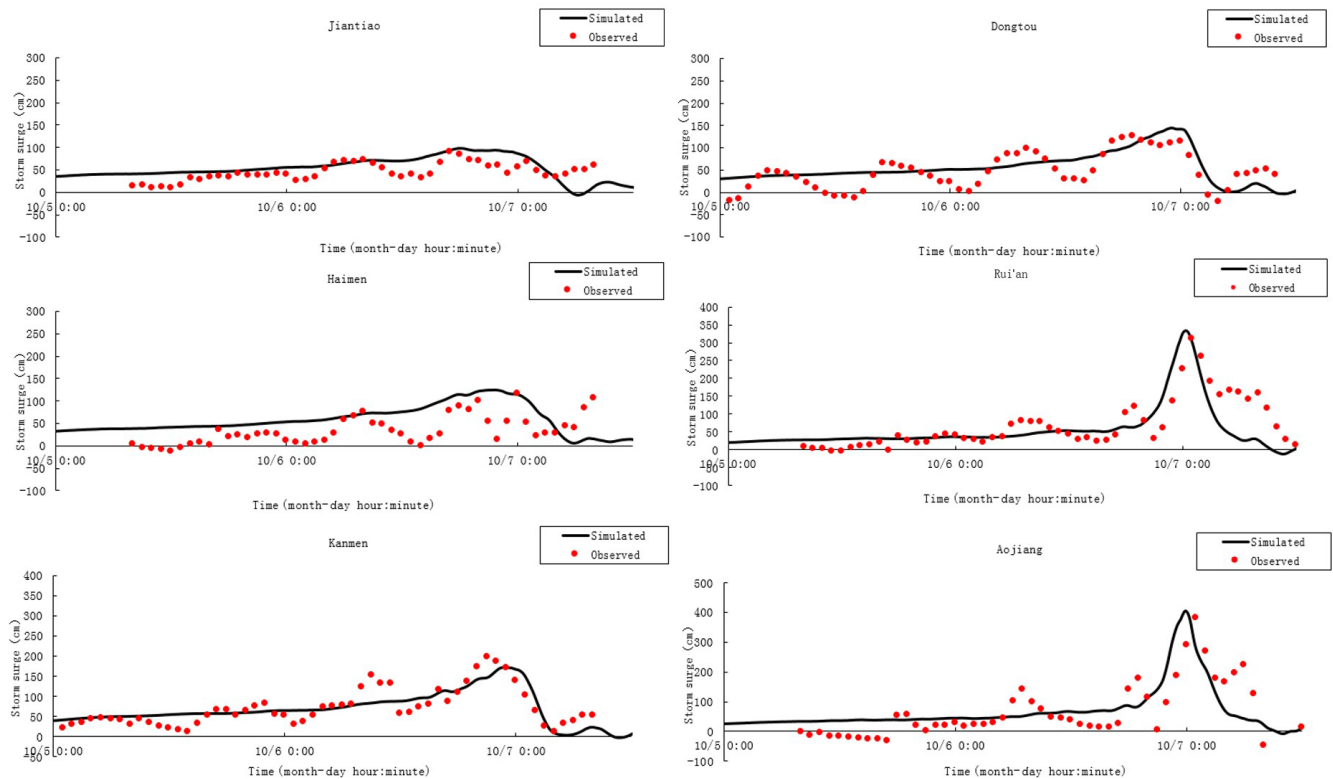 Jiantiao
Simulated
Observed
Storm surge (cm)
300
250
200
150
100
50
0
-50
-100
10/5 0:00
10/6 0:00
10/7 0:00
Time (month-day hour:minute)
Dongtou
Simulated
Observed
Storm surge (cm)
300
250
200
150
100
50
0
-50
-100
10/5 0:00
10/6 0:00
10/7 0:00
Time (month-day hour:minute)
Haimen
Simulated
Observed
Storm surge (cm)
300
250
200
150
100
50
0
-50
-100
10/5 0:00
10/6 0:00
10/7 0:00
Time (month-day hour:minute)
Rui'an
Simulated
Observed
Storm surge (cm)
400
350
300
250
200
150
100
50
0
-50
-100
10/5 0:00
10/6 0:00
10/7 0:00
Time (month-day hour:minute)
Kanmen
Simulated
Observed
Storm surge (cm)
400
350
300
250
200
150
100
50
0
-50
10/5 0:00
10/6 0:00
10/7 0:00
Time (month-day hour:minute)
Aojiang
Simulated
Observed
Storm surge (cm)
500
400
300
200
100
0
-100
10/5 0:00
10/6 0:00
10/7 0:00
Time (month-day hour:minute)